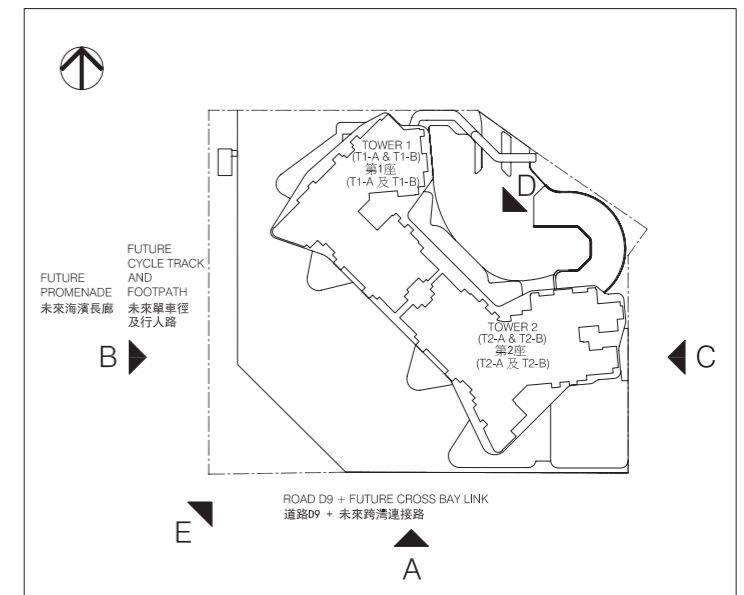 TOWER 1
(T1-A & T1-B)
第1座
(T1-A 及 T1-B)
D
FUTURE
PROMENADE
未來海濱長廊
FUTURE
CYCLE TRACK
AND
FOOTPATH
未來單車徑
及行人路
TOWER 2
(T2-A & T2-B)
第2座
(T2-A 及 T2-B)
B
C
ROAD D9 + FUTURE CROSS BAY LINK
道路D9 + 未來跨灣連接路
E
A